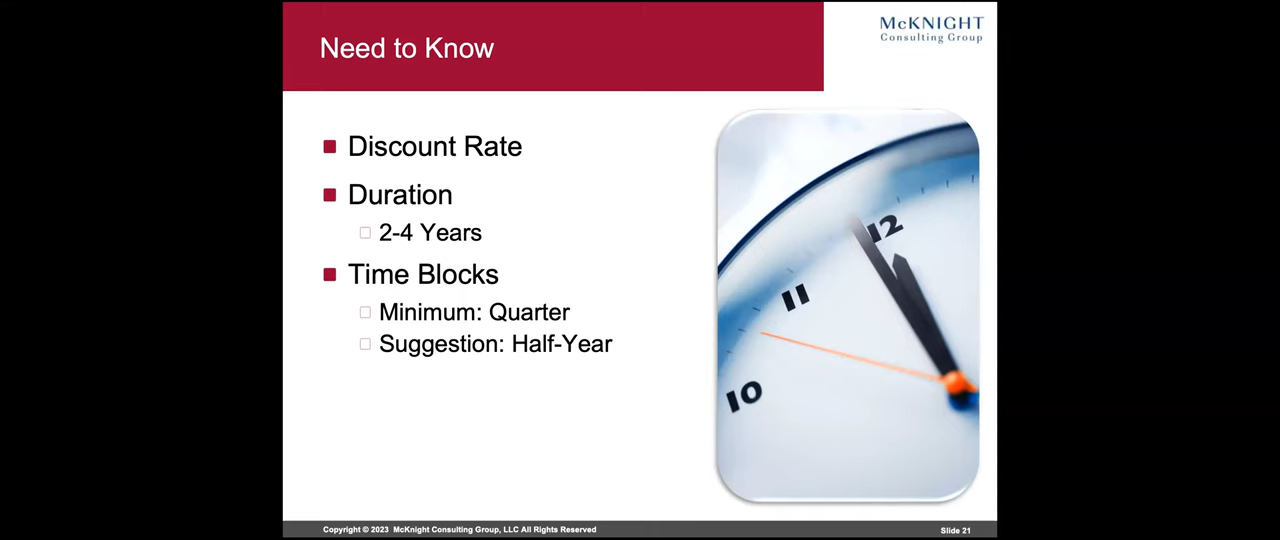 Need to Know
McKNIGHT
Consulting Group
Discount Rate
Duration
2-4 Years
Time Blocks
Minimum: Quarter
Suggestion: Half-Year
12
11
10
Copyright © 2023 McKnight Consulting Group, LLC All Rights Reserved
Slide 21